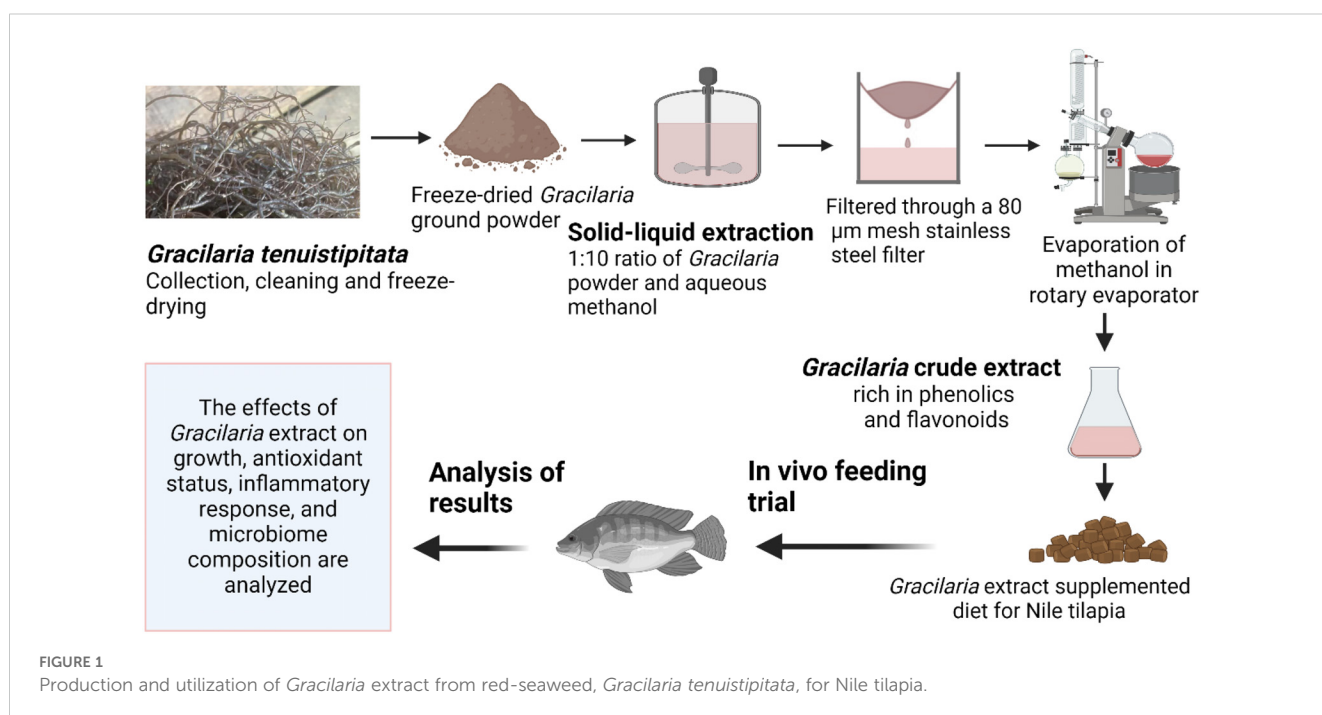 Gracilaria tenuistipitata
Collection, cleaning and freeze-
drying
Freeze-dried Gracilaria
ground powder
Solid-liquid extraction
1:10 ratio of Gracilaria
powder and aqueous
methanol
Filtered through a 80
µm mesh stainless
steel filter
Evaporation of
methanol in
rotary evaporator
Gracilaria crude extract
rich in phenolics
and flavonoids
Gracilaria extract supplemented
diet for Nile tilapia
In vivo feeding
trial
Analysis of
results
The effects of
Gracilaria extract on
growth, antioxidant
status, inflammatory
response, and
microbiome
composition are
analyzed
FIGURE 1
Production and utilization of Gracilaria extract from red-seaweed, Gracilaria tenuistipitata, for Nile tilapia.